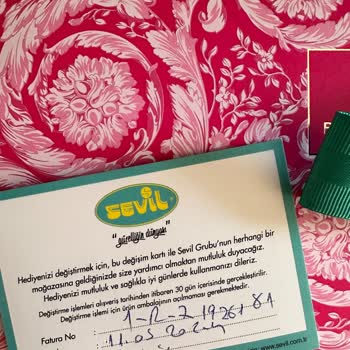 SEVİL
"güzelliğin dünyası"
Hediyenizi değiştirmek için, bu değişim kartı ile Sevil Grubu'nun herhangi bir
mağazasına geldiğinizde size yardımcı olmaktan mutluluk duyacağız.
Hediyenizi mutluluk ve sağlıkla iyi günlerde kullanmanızı dileriz.
Değiştirme işlemleri alışveriş tarihinden itibaren 30 gün içerisinde gerçekleştirilir.
Değiştirme işlemi için ürün ambalajının açılmaması gerekmektedir.
Fatura No :
www.sevil.com.tr